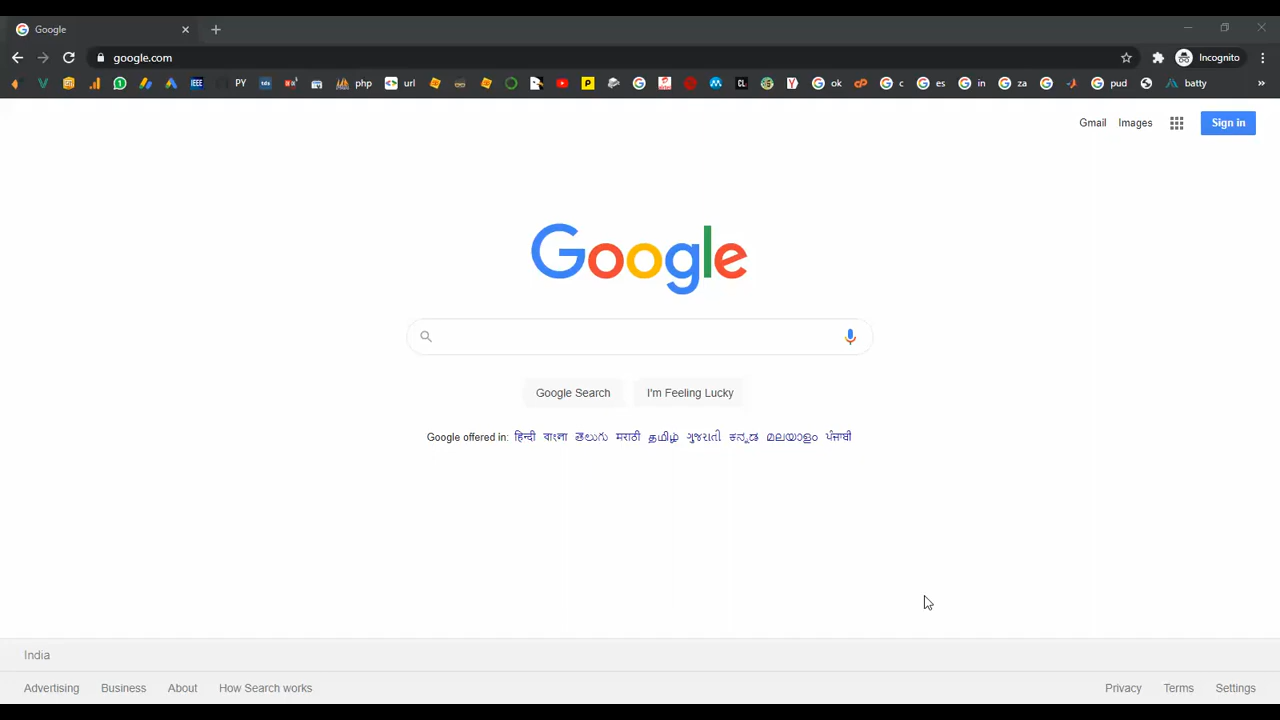 Google
google.com
Incognito
PY php url ok c es in za pud batty
Gmail Images Sign in
Google
Google Search I'm Feeling Lucky
Google offered in: हिन्दी বাংলা తెలుగు मराठी தமிழ் ગુજરાતી ಕನ್ನಡ മലയാളം ਪੰਜਾਬੀ
India
Advertising Business About How Search works Privacy Terms Settings